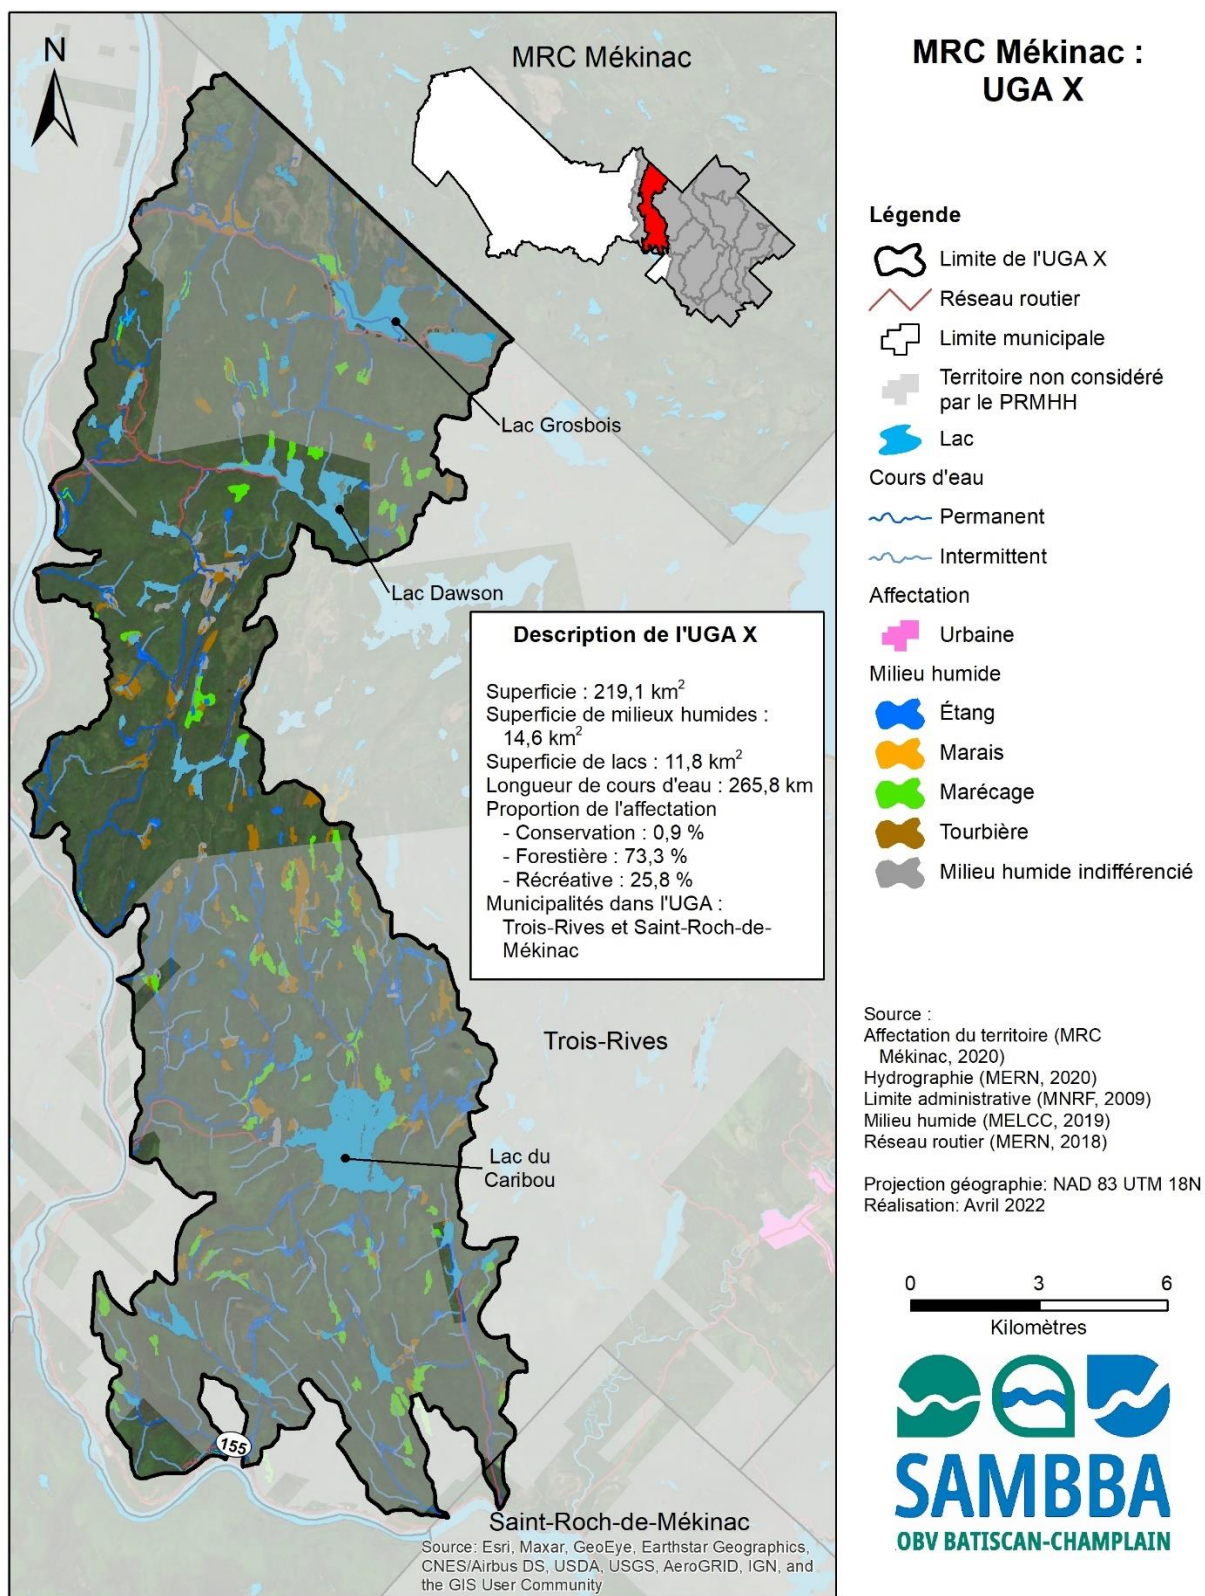 N
MRC Mékinac
Lac Grosbois
Lac Dawson
Description de l'UGA X
Superficie : 219,1 km²
Superficie de milieux humides :
14,6 km²
Superficie de lacs : 11,8 km²
Longueur de cours d'eau : 265,8 km
Proportion de l'affectation
- Conservation : 0,9 %
- Forestière : 73,3 %
- Récréative : 25,8 %
Municipalités dans l'UGA :
Trois-Rives et Saint-Roch-de-
Mékinac
Trois-Rives
Lac du
Caribou
155
Saint-Roch-de-Mékinac
Source: Esri, Maxar, GeoEye, Earthstar Geographics,
CNES/Airbus DS, USDA, USGS, AeroGRID, IGN, and
the GIS User Community
MRC Mékinac :
UGA X
Légende
Limite de l'UGA X
Réseau routier
Limite municipale
Territoire non considéré
par le PRMHH
Lac
Cours d'eau
Permanent
Intermittent
Affectation
Urbaine
Milieu humide
Étang
Marais
Marécage
Tourbière
Milieu humide indifférencié
Source :
Affectation du territoire (MRC
Mékinac, 2020)
Hydrographie (MERN, 2020)
Limite administrative (MNRF, 2009)
Milieu humide (MELCC, 2019)
Réseau routier (MERN, 2018)
Projection géographie: NAD 83 UTM 18N
Réalisation: Avril 2022
0 3 6
Kilomètres
SAMBBA
OBV BATISCAN-CHAMPLAIN